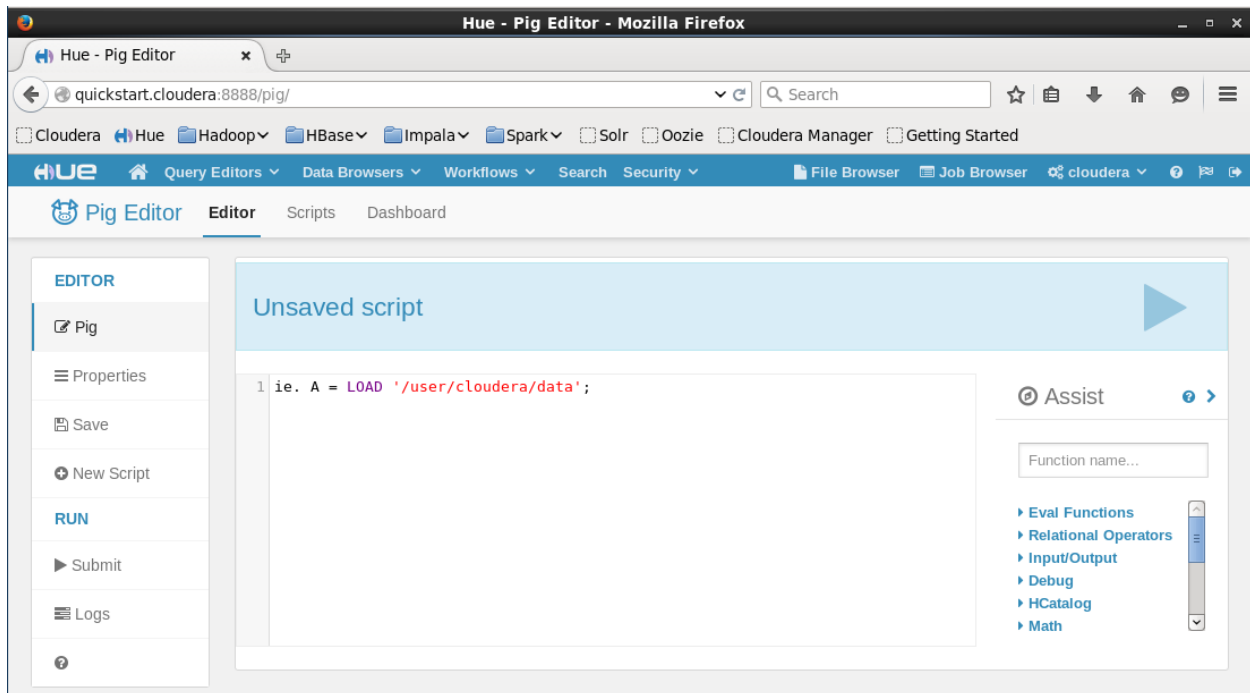 Hue - Pig Editor - Mozilla Firefox
Hue - Pig Editor
quickstart.cloudera:8888/pig/
Search
Cloudera Hue Hadoop HBase Impala Spark Solr Oozie Cloudera Manager Getting Started
HUE Query Editors Data Browsers Workflows Search Security File Browser Job Browser cloudera
Pig Editor Editor Scripts Dashboard
EDITOR
Pig
Properties
Save
New Script
RUN
Submit
Logs
Unsaved script
1 ie. A = LOAD '/user/cloudera/data';
Assist
Function name...
Eval Functions
Relational Operators
Input/Output
Debug
HCatalog
Math